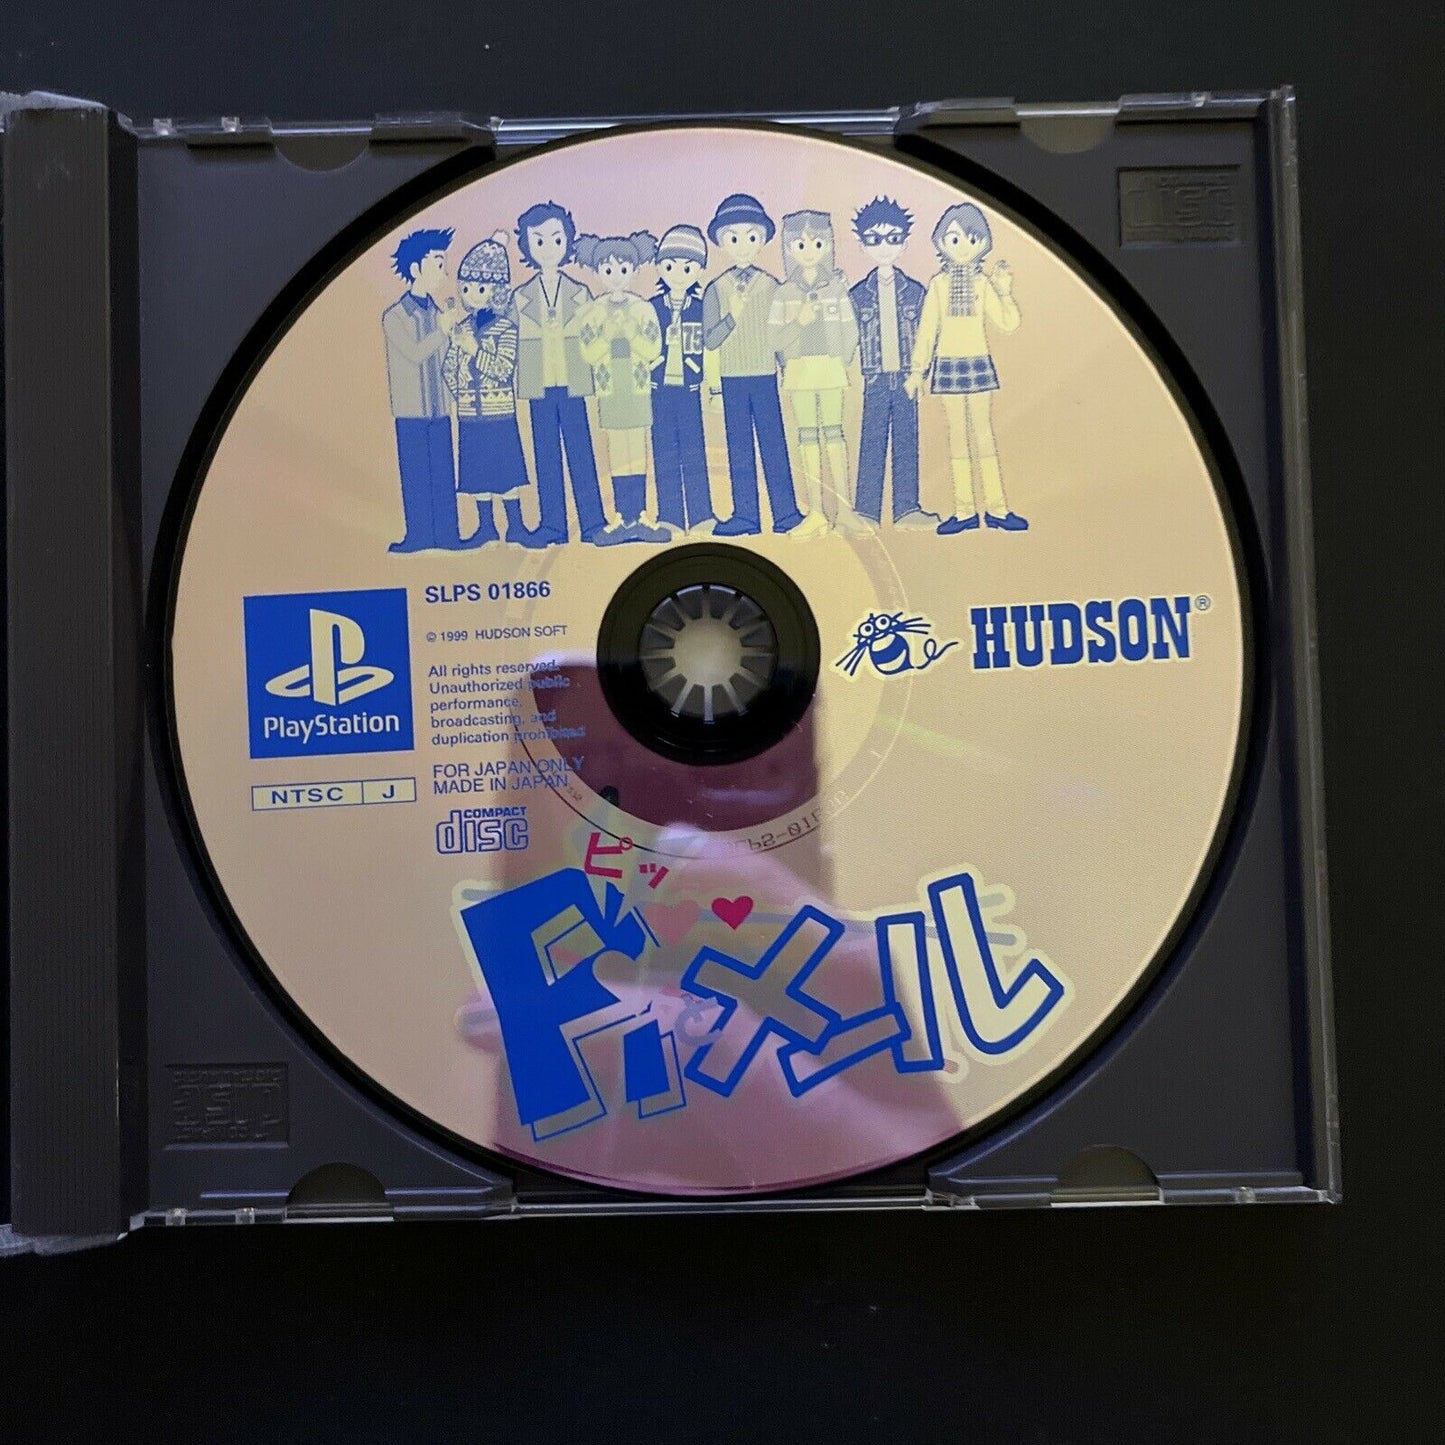 75
SLPS 01866
© 1999 HUDSON SOFT
All rights reserved.
Unauthorized public
performance,
broadcasting, and
duplication prohibited
FOR JAPAN ONLY
MADE IN JAPAN
PlayStation
NTSC J
COMPACT
disc
HUDSON®
ピッ
メール